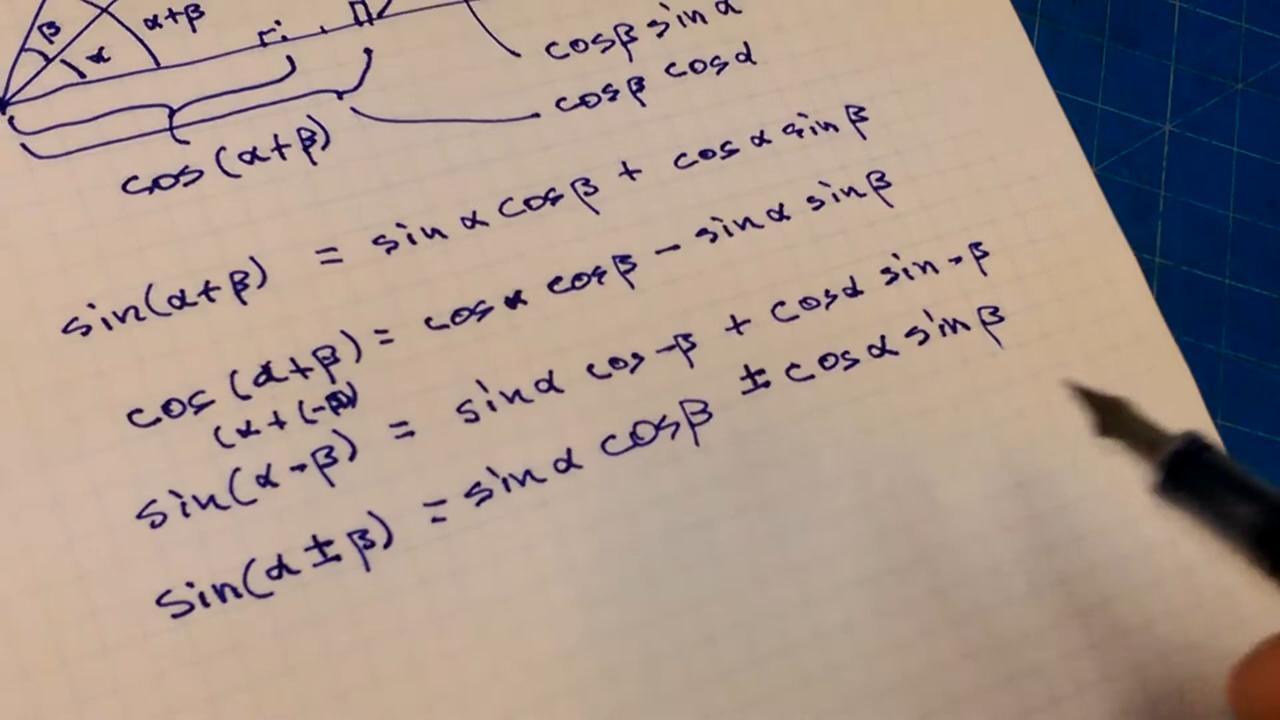 β α α+β
cosβ sin α
cosβ cosα
cos(α+β)
sin(α+β) = sin α cosβ + cos α sin β
cos(α+β) = cosα cosβ - sinα sinβ
(α+(-β)
sin(α-β) = sinα cos -β + cosα sin -β
sin(α ± β) = sin α cosβ ± cos α sin β